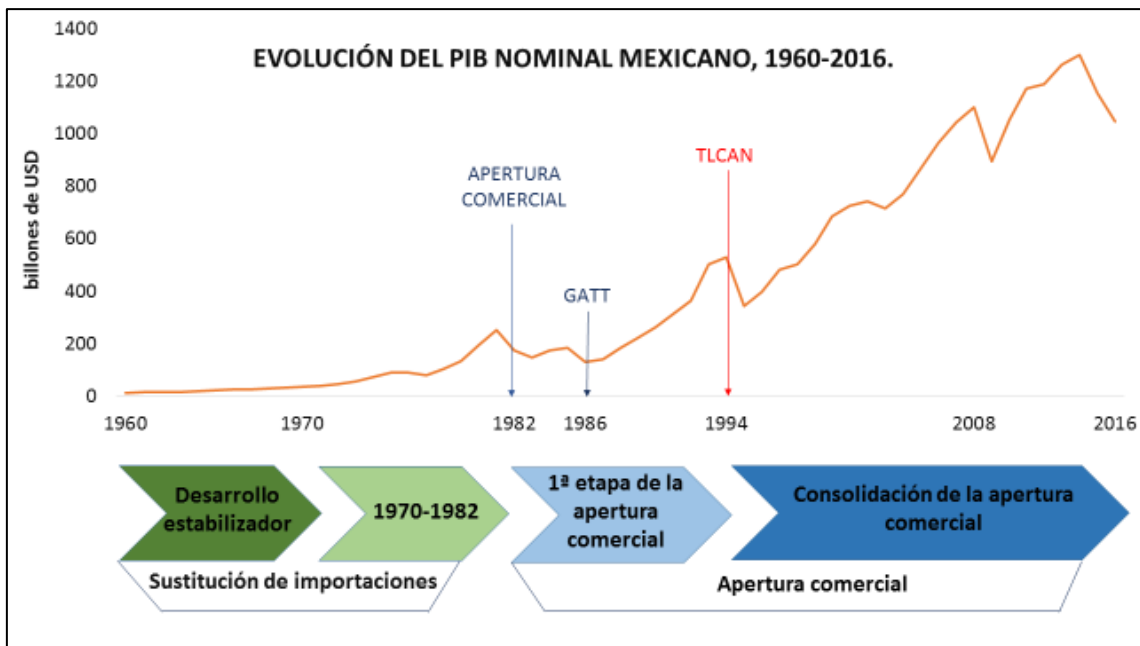 EVOLUCIÓN DEL PIB NOMINAL MEXICANO, 1960-2016.
billones de USD
1400
1200
1000
800
600
400
200
0
APERTURA
COMERCIAL
GATT
TLCAN
1960
1970
1982
1986
1994
2008
2016
Desarrollo
estabilizador
1970-1982
1ª etapa de la
apertura
comercial
Consolidación de la apertura
comercial
Sustitución de importaciones
Apertura comercial